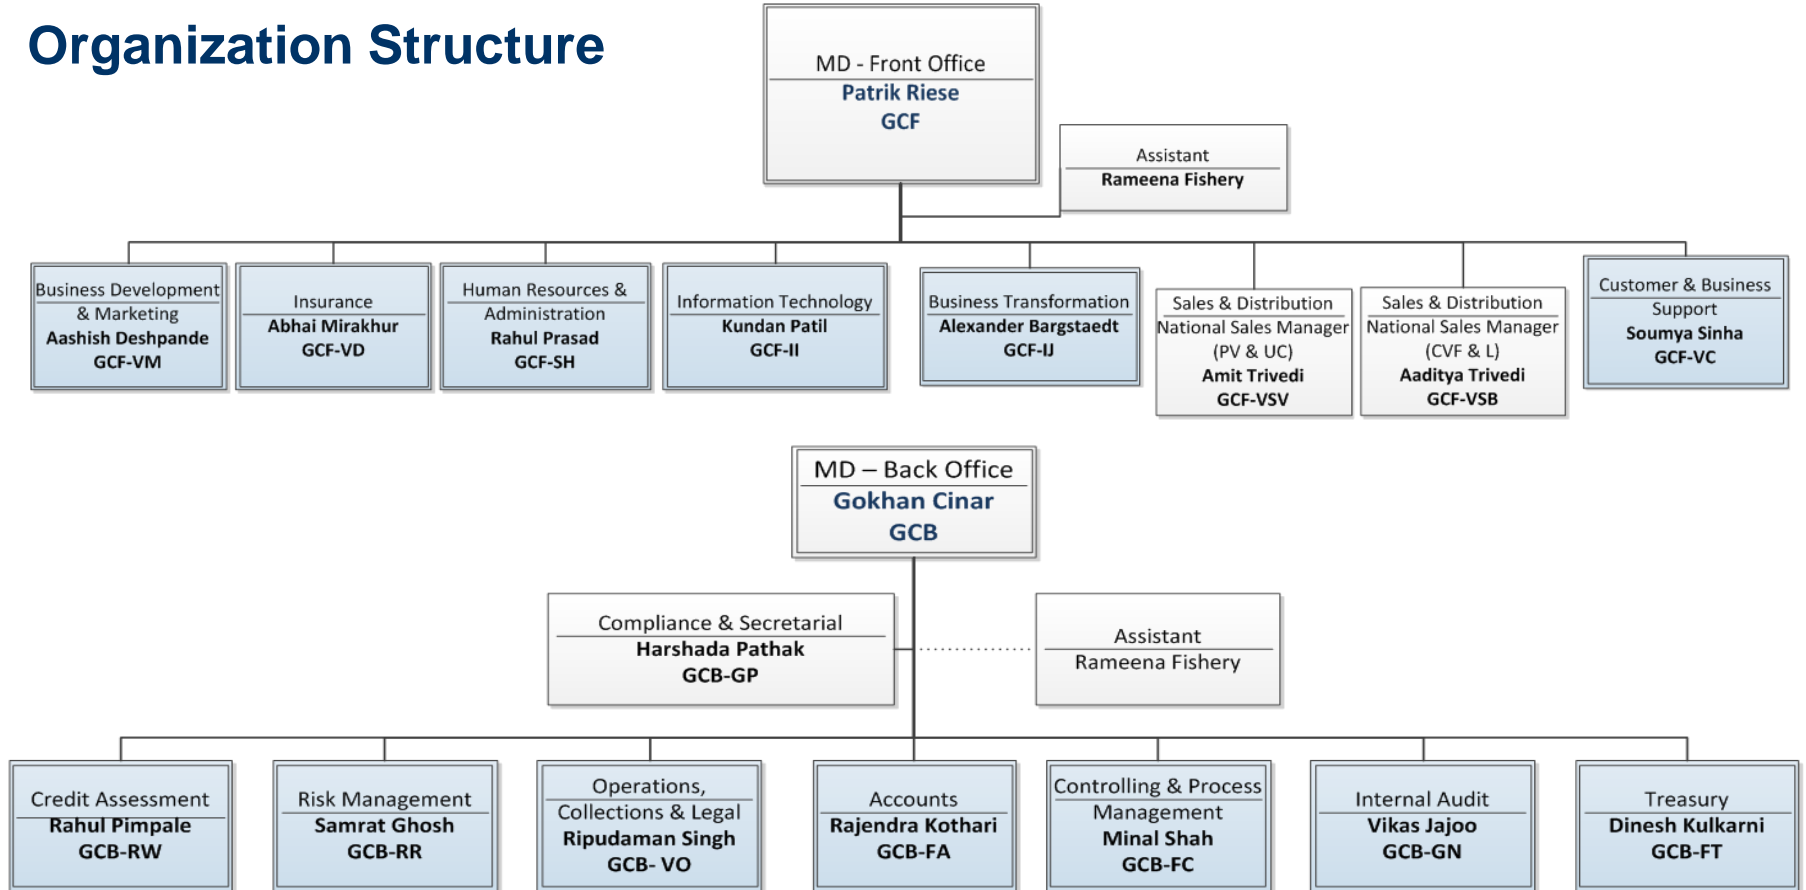 Organization Structure
MD - Front Office
Patrik Riese
GCF
Assistant
Rameena Fishery
Business Development
& Marketing
Aashish Deshpande
GCF-VM
Insurance
Abhai Mirakhur
GCF-VD
Human Resources &
Administration
Rahul Prasad
GCF-SH
Information Technology
Kundan Patil
GCF-II
Business Transformation
Alexander Bargstaedt
GCF-IJ
Sales & Distribution
National Sales Manager
(PV & UC)
Amit Trivedi
GCF-VSV
Sales & Distribution
National Sales Manager
(CVF & L)
Aaditya Trivedi
GCF-VSB
Customer & Business
Support
Soumya Sinha
GCF-VC
MD – Back Office
Gokhan Cinar
GCB
Compliance & Secretarial
Harshada Pathak
GCB-GP
Assistant
Rameena Fishery
Credit Assessment
Rahul Pimpale
GCB-RW
Risk Management
Samrat Ghosh
GCB-RR
Operations,
Collections & Legal
Ripudaman Singh
GCB- VO
Accounts
Rajendra Kothari
GCB-FA
Controlling & Process
Management
Minal Shah
GCB-FC
Internal Audit
Vikas Jajoo
GCB-GN
Treasury
Dinesh Kulkarni
GCB-FT